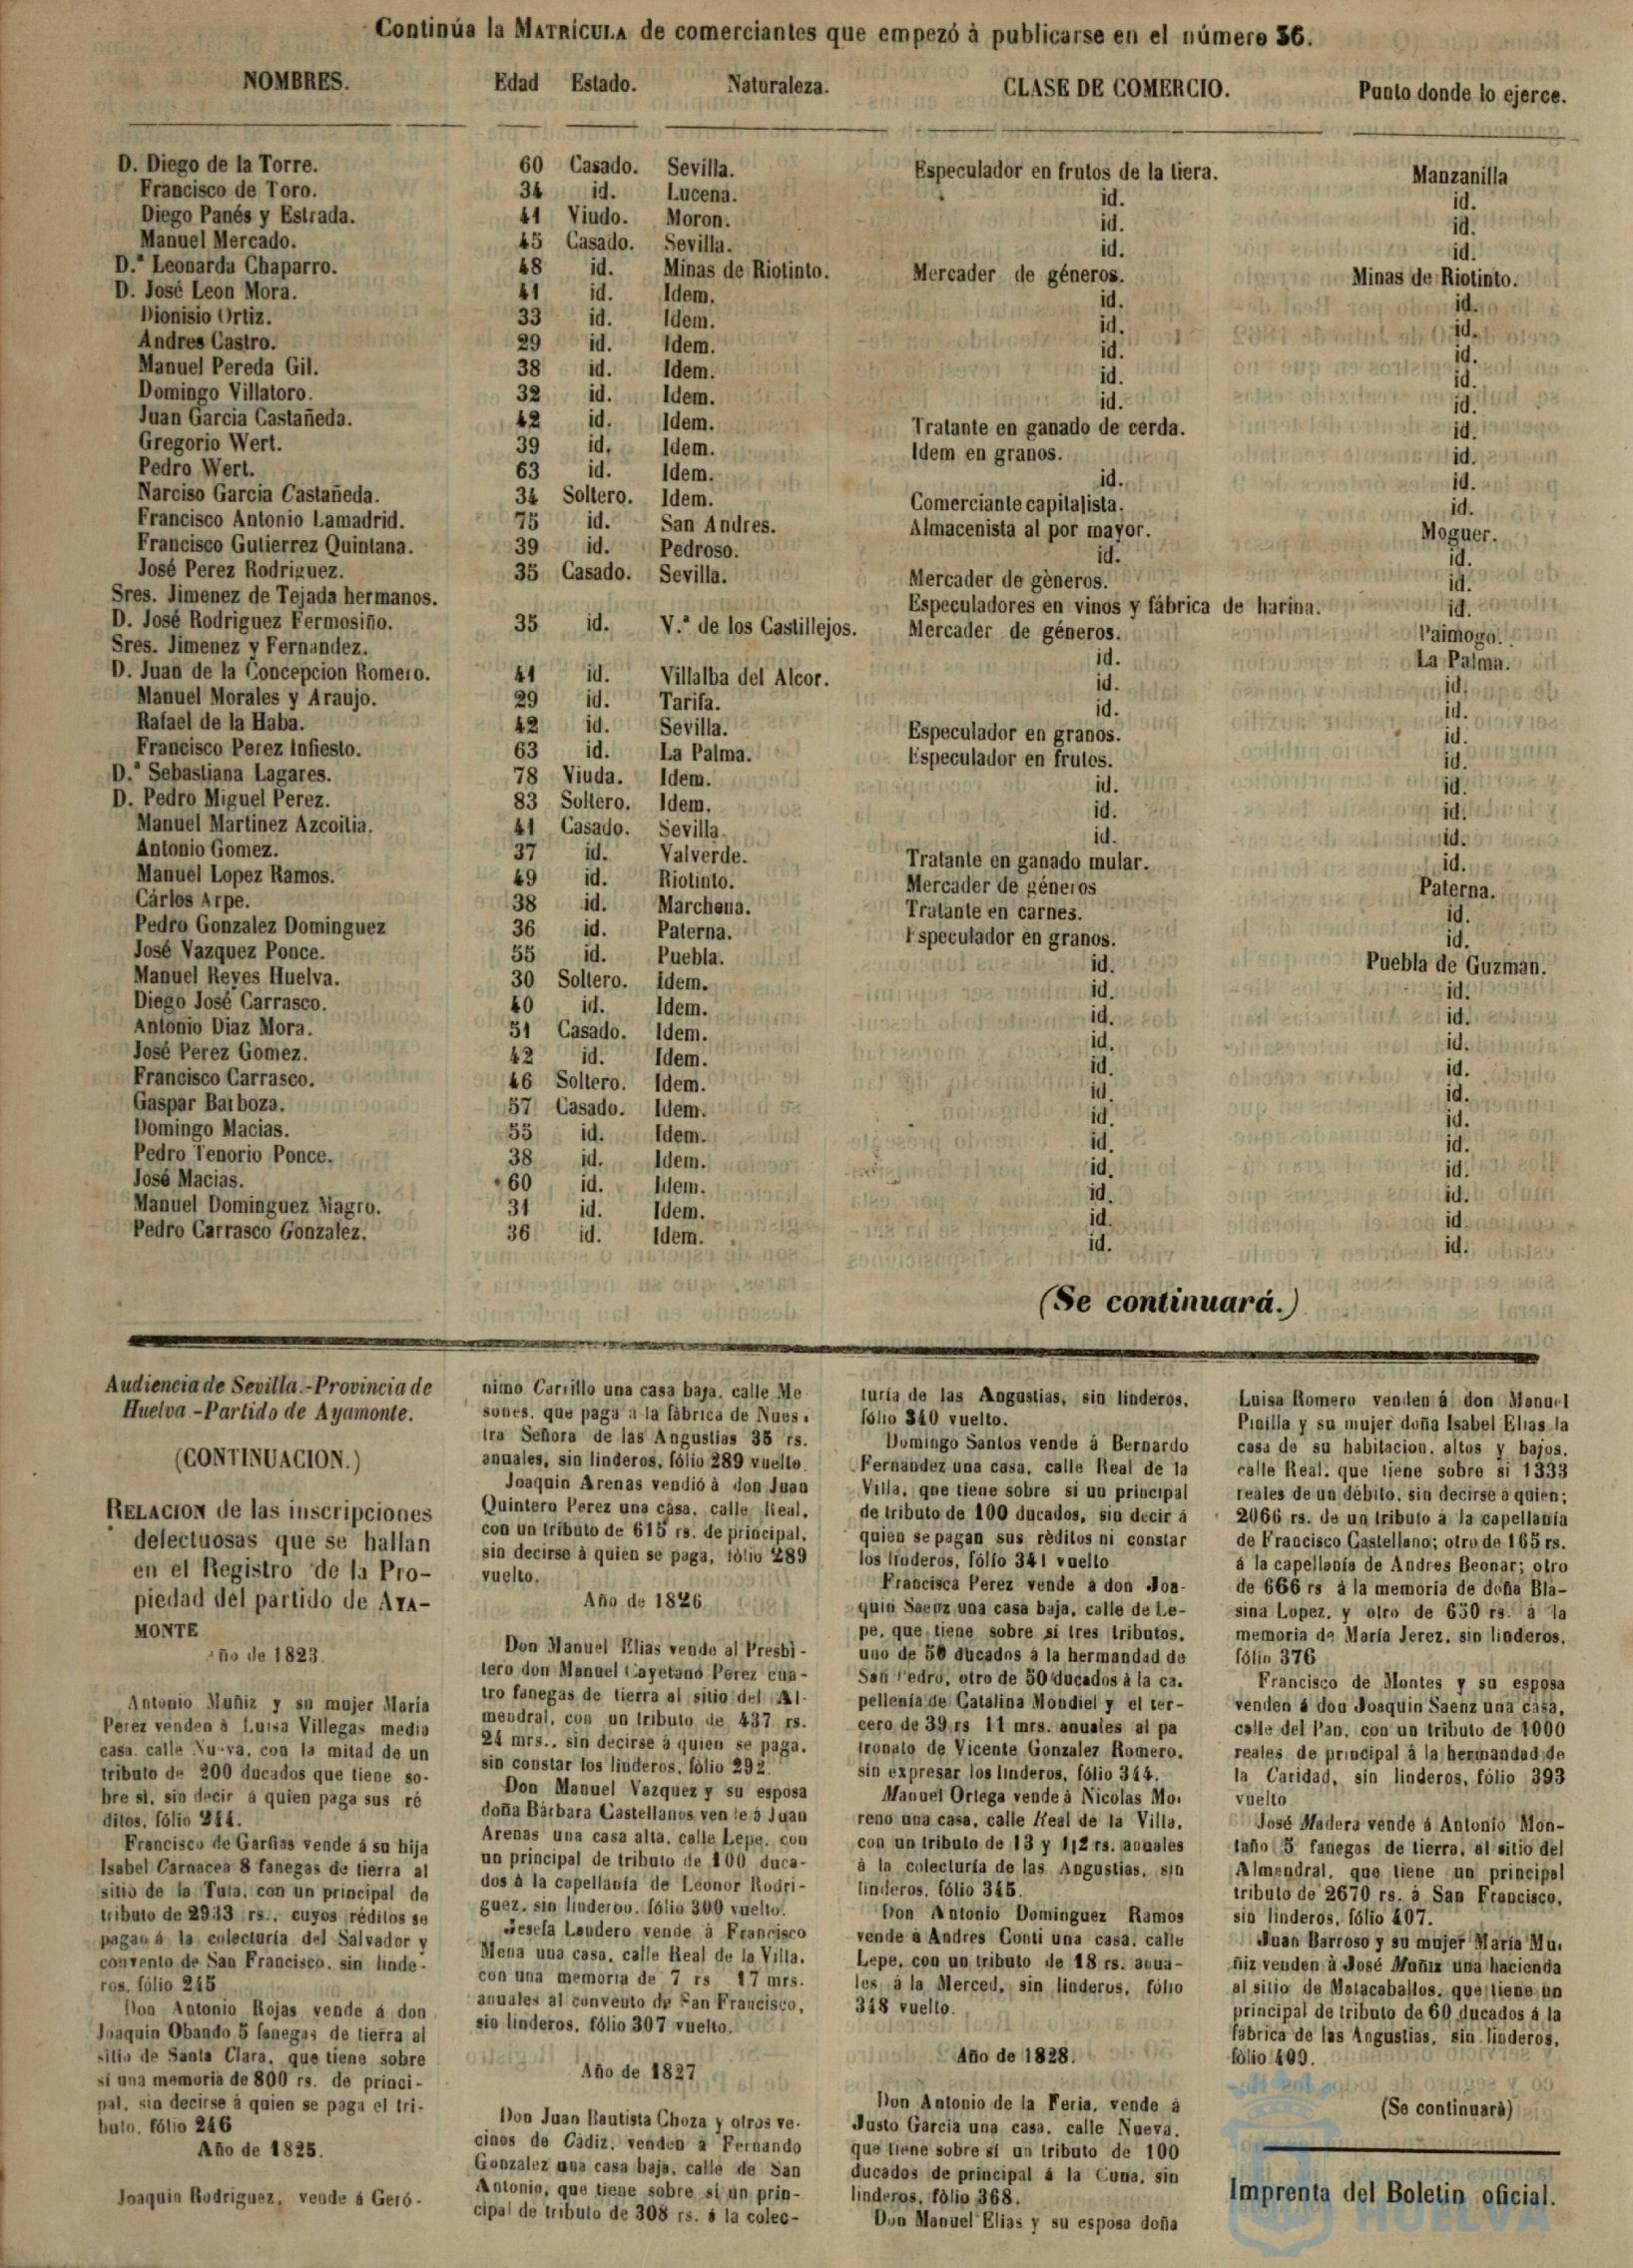 Continúa la MATRÍCULA de comerciantes que empezó à publicarse en el número 36.
NOMBRES. Edad Estado. Naturaleza. CLASE DE COMERCIO. Punto donde lo ejerce.
D. Diego de la Torre. 60 Casado. Sevilla. Especulador en frutos de la tiera. Manzanilla
Francisco de Toro. 34 id. Lucena. id. id.
Diego Panés y Estrada. 41 Viudo. Moron. id. id.
Manuel Mercado. 45 Casado. Sevilla. id. id.
D.ª Leonarda Chaparro. 48 id. Minas de Riotinto. Mercader de géneros. Minas de Riotinto.
D. José Leon Mora. 41 id. Idem. id. id.
Dionisio Ortiz. 33 id. Idem. id. id.
Andres Castro. 29 id. Idem. id. id.
Manuel Pereda Gil. 38 id. Idem. id. id.
Domingo Villatoro. 32 id. Idem. id. id.
Juan Garcia Castañeda. 42 id. Idem. Tratante en ganado de cerda. id.
Gregorio Wert. 39 id. Idem. Idem en granos. id.
Pedro Wert. 63 id. Idem. id. id.
Narciso Garcia Castañeda. 34 Soltero. Idem. Comerciante capitalista. id.
Francisco Antonio Lamadrid. 75 id. San Andres. Almacenista al por mayor. Moguer.
Francisco Gutierrez Quintana. 39 id. Pedroso. id. id.
José Perez Rodriguez. 35 Casado. Sevilla. Mercader de gèneros. id.
Sres. Jimenez de Tejada hermanos. Especuladores en vinos y fábrica de harina. id.
D. José Rodriguez Fermosiño. 35 id. V.ª de los Castillejos. Mercader de géneros. Paimogo.
Sres. Jimenez y Fernandez. id. La Palma.
D. Juan de la Concepcion Romero. 41 id. Villalba del Alcor. id. id.
Manuel Morales y Araujo. 29 id. Tarifa. id. id.
Rafael de la Haba. 42 id. Sevilla. Especulador en granos. id.
Francisco Perez Infiesto. 63 id. La Palma. Especulador en frutos. id.
D.ª Sebastiana Lagares. 78 Viuda. Idem. id. id.
D. Pedro Miguel Perez. 83 Soltero. Idem. id. id.
Manuel Martinez Azcoitia. 41 Casado. Sevilla. id. id.
Antonio Gomez. 37 id. Valverde. Tratante en ganado mular. id.
Manuel Lopez Ramos. 49 id. Riotinto. Mercader de géneros Paterna.
Cárlos Arpe. 38 id. Marchena. Tratante en carnes. id.
Pedro Gonzalez Dominguez 36 id. Paterna. Especulador en granos. id.
José Vazquez Ponce. 55 id. Puebla. id. Puebla de Guzman.
Manuel Reyes Huelva. 30 Soltero. idem. id. id.
Diego José Carrasco. 40 id. Idem. id. id.
Antonio Diaz Mora. 51 Casado. Idem. id. id.
José Perez Gomez. 42 id. Idem. id. id.
Francisco Carrasco. 46 Soltero. Idem. id. id.
Gaspar Barboza. 57 Casado. Idem. id. id.
Domingo Macias. 55 id. Idem. id. id.
Pedro Tenorio Ponce. 38 id. Idem. id. id.
José Macias. 60 id. Idem. id. id.
Manuel Dominguez Magro. 31 id. Idem. id. id.
Pedro Carrasco Gonzalez. 36 id. Idem. id. id.
(Se continuará.)
Audiencia de Sevilla.-Provincia de
Huelva-Partido de Ayamonte.
(CONTINUACION.)
RELACION de las inscripciones
defectuosas que se hallan
en el Registro de la Pro-
piedad del partido de AYA-
MONTE
Año de 1823.
Antonio Muñiz y su mujer María
Perez venden à Luisa Villegas media
casa. calle Nueva, con la mitad de un
tributo de 200 ducados que tiene so-
bre sí, sin decir á quien paga sus ré
ditos, fólio 244.
Francisco de Garfias vende á su hija
Isabel Carnacea 8 fanegas de tierra al
sitio de la Tuta, con un principal de
tributo de 2933 rs., cuyos réditos se
pagan á la colecturía del Salvador y
convento de San Francisco, sin linde-
ros, fólio 245
Don Antonio Rojas vende á don
Joaquin Obando 5 fanegas de tierra al
sitio de Santa Clara, que tiene sobre
sí una memoria de 800 rs. de princi-
pal, sin decirse á quien se paga el tri-
buto, fólio 246
Año de 1825.
Joaquin Rodriguez, vende á Geró-
nimo Carrillo una casa baja, calle Me
sones, que paga à la fàbrica de Nues-
tra Señora de las Angustias 35 rs.
anuales, sin linderos, fólio 289 vuelto.
Joaquin Arenas vendió à don Juan
Quintero Perez una càsa, calle Real,
con un tributo de 615 rs. de principal,
sin decirse à quien se paga, fólio 289
vuelto.
Año de 1826
Don Manuel Elias vende al Presbi-
tero don Manuel Cayetano Perez cua-
tro fanegas de tierra al sitio del Al-
mendral, con un tributo de 437 rs.
24 mrs., sin decirse à quien se paga,
sin constar los linderos, fólio 292.
Don Manuel Vazquez y su esposa
doña Bàrbara Castellanos vende á Juan
Arenas una casa alta, calle Lepe, con
un principal de tributo de 100 duca-
dos à la capellanía de Leonor Rodri-
guez, sin linderos, fólio 300 vuelto.
Josefa Landero vende à Francisco
Mena una casa, calle Real de la Villa,
con una memoria de 7 rs 17 mrs.
anuales al convento de San Francisco,
sin linderos, fólio 307 vuelto.
Año de 1827
Don Juan Bautista Choza y otros ve-
cinos de Càdiz, venden à Fernando
Gonzalez una casa baja, calle de San
Antonio, que tiene sobre sí un prin-
cipal de tributo de 308 rs. á la colec-
turía de las Angustias, sin linderos,
fólio 340 vuelto.
Domingo Santos vende à Bernardo
Fernandez una casa, calle Real de la
Villa, que tiene sobre sí un principal
de tributo de 100 ducados, sin decir á
quien se pagan sus rèditos ni constar
los linderos, fólio 341 vuelto
Francisca Perez vende à don Joa-
quin Saenz una casa baja, calle de Le-
pe, que tiene sobre sí tres tributos,
uno de 50 ducados à la hermandad de
San Pedro, otro de 50 ducados à la ca-
pellenía de Catalina Mondiel y el ter-
cero de 39 rs 11 mrs. anuales al pa
tronato de Vicente Gonzalez Romero,
sin expresar los linderos, fólio 344.
Manuel Ortega vende à Nicolas Mo-
reno una casa, calle Real de la Villa,
con un tributo de 13 y 1|2 rs. anuales
à la colecturía de las Angustias, sin
linderos, fólio 345.
Don Antonio Dominguez Ramos
vende à Andres Conti una casa, calle
Lepe, con un tributo de 18 rs. anua-
les à la Merced, sin linderos, fólio
348 vuelto.
Año de 1828.
Don Antonio de la Feria, vende à
Justo Garcia una casa, calle Nueva,
que tiene sobre sí un tributo de 100
ducados de principal á la Cuna, sin
linderos, fòlio 368.
Don Manuel Elias y su esposa doña
Luisa Romero venden á don Manuel
Pinilla y su mujer doña Isabel Elias la
casa de su habitacion, altos y bajos,
calle Real, que tiene sobre si 1333
reales de un dèbito, sin decirse à quien;
2066 rs. de un tributo à la capellanía
de Francisco Castellano; otro de 165 rs.
á la capellanía de Andres Beonar; otro
de 666 rs à la memoria de doña Bla-
sina Lopez, y otro de 650 rs. à la
memoria de María Jerez, sin linderos,
fólio 376
Francisco de Montes y su esposa
venden á don Joaquin Saenz una casa,
calle del Pan, con un tributo de 1000
reales de principal à la hermandad de
la Caridad, sin linderos, fólio 393
vuelto
José Madera vende á Antonio Mon-
taño 5 fanegas de tierra, al sitio del
Almendral, que tiene un principal
tributo de 2670 rs. à San Francisco,
sin linderos, fólio 407.
Juan Barroso y su mujer María Mu-
ñiz venden à José Muñiz una hacienda
al sitio de Matacaballos, que tiene un
principal de tributo de 60 ducados á la
fàbrica de las Angustias, sin linderos,
fòlio 409.
(Se continuarà)
Imprenta del Boletin oficial.
HUELVA